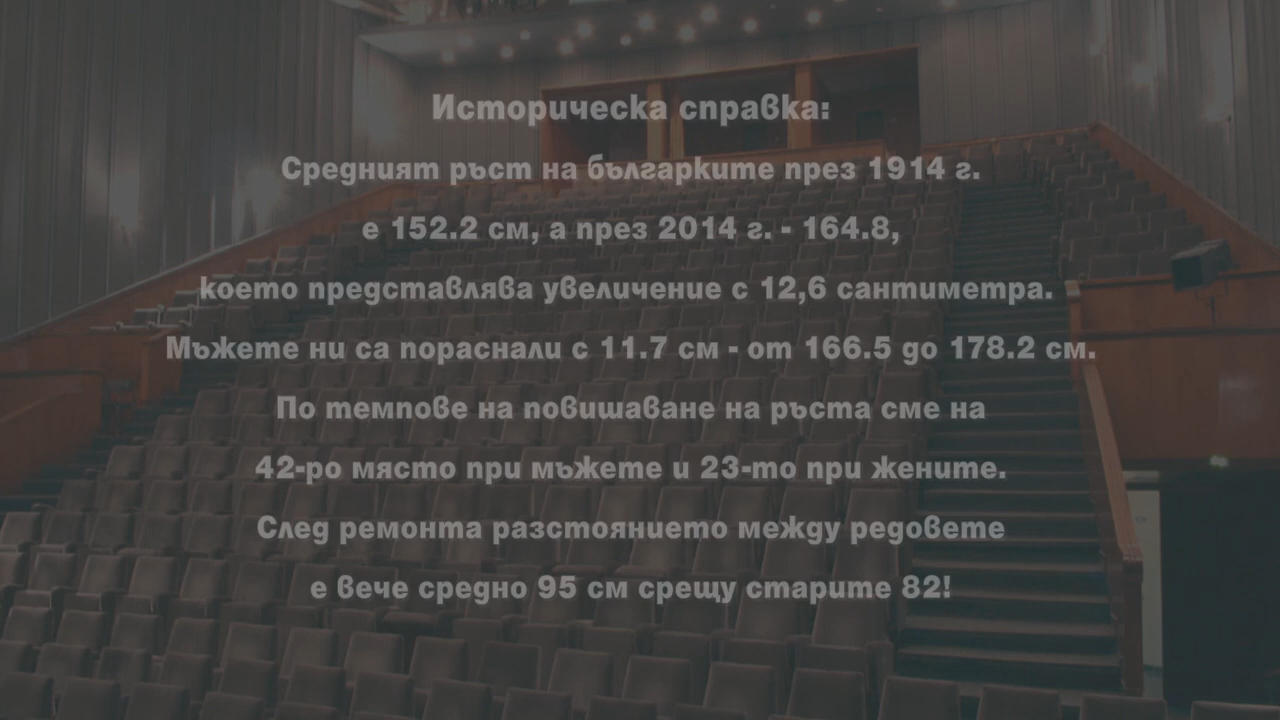 Историческа справка:
Средният ръст на българките през 1914 г.
е 152.2 см, а през 2014 г. - 164.8,
което представлява увеличение с 12,6 сантиметра.
Мъжете ни са пораснали с 11.7 см - от 166.5 до 178.2 см.
По темпове на повишаване на ръста сме на
42-ро място при мъжете и 23-то при жените.
След ремонта разстоянието между редовете
е вече средно 95 см срещу старите 82!